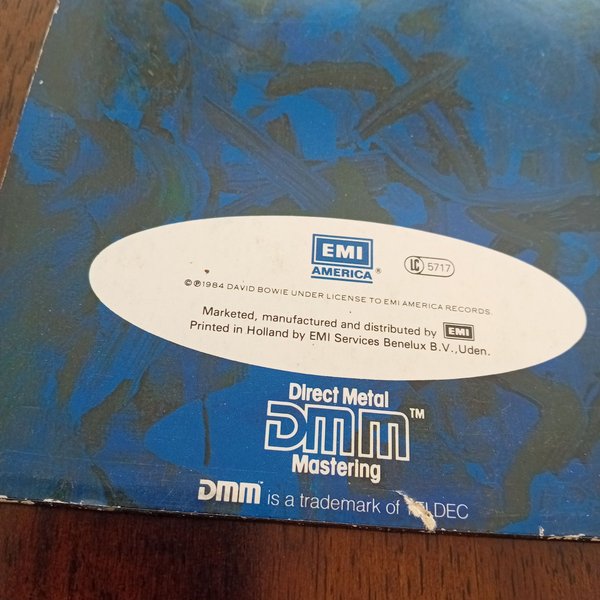 EMI
AMERICA®
LC 5717
©℗1984 DAVID BOWIE UNDER LICENSE TO EMI AMERICA RECORDS.
Marketed, manufactured and distributed by EMI
Printed in Holland by EMI Services Benelux B.V.,Uden.
Direct Metal
DMM™
Mastering
DMM™ is a trademark of LDEC